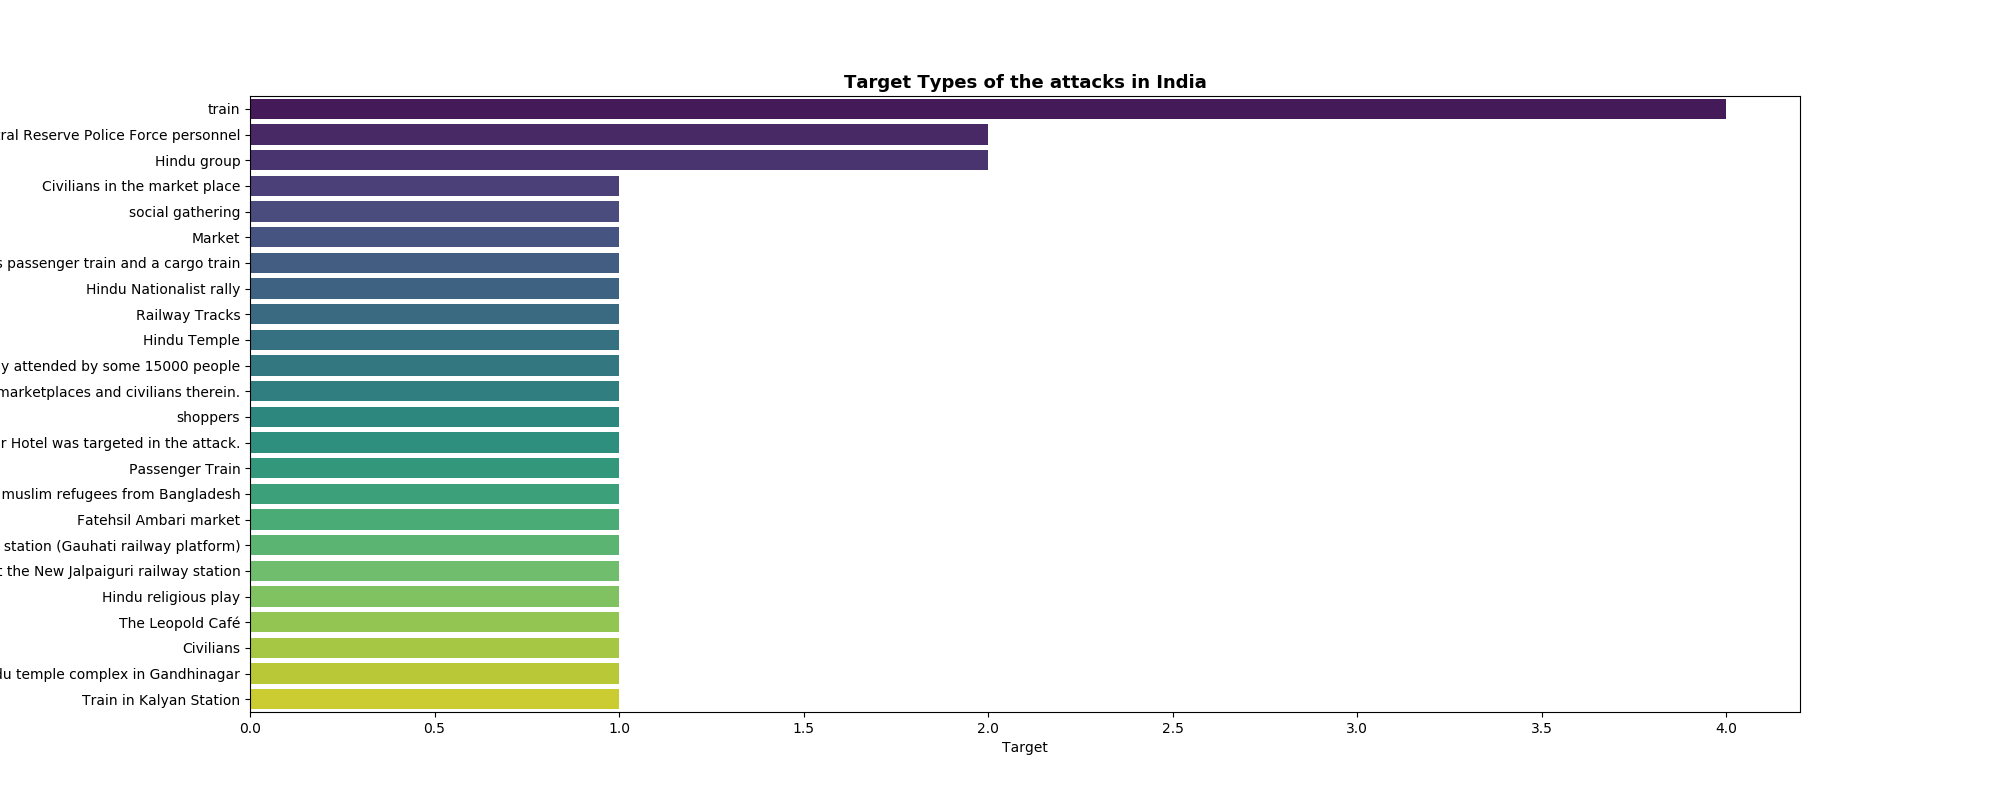 Target Types of the attacks in India
train
ral Reserve Police Force personnel
Hindu group
Civilians in the market place
social gathering
Market
s passenger train and a cargo train
Hindu Nationalist rally
Railway Tracks
Hindu Temple
y attended by some 15000 people
marketplaces and civilians therein.
shoppers
r Hotel was targeted in the attack.
Passenger Train
muslim refugees from Bangladesh
Fatehsil Ambari market
station (Gauhati railway platform)
t the New Jalpaiguri railway station
Hindu religious play
The Leopold Café
Civilians
du temple complex in Gandhinagar
Train in Kalyan Station
0.0 0.5 1.0 1.5 2.0 2.5 3.0 3.5 4.0
Target